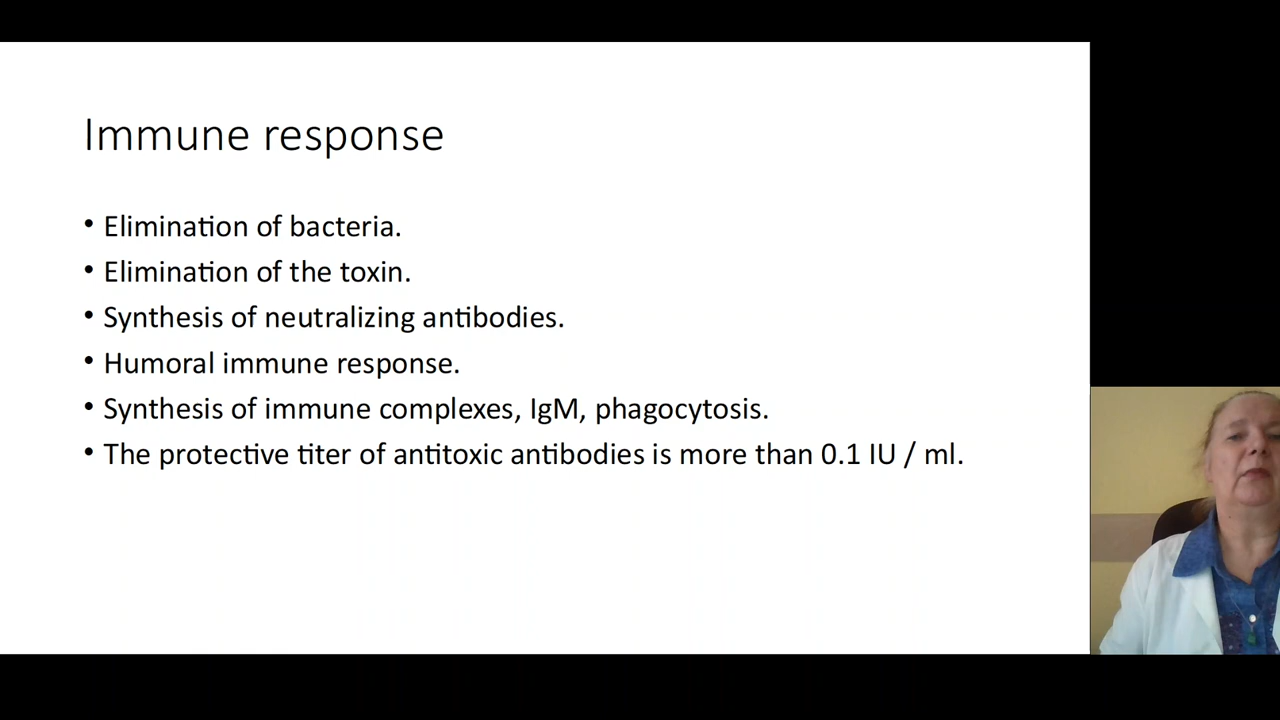 Immune response
• Elimination of bacteria.
• Elimination of the toxin.
• Synthesis of neutralizing antibodies.
• Humoral immune response.
• Synthesis of immune complexes, IgM, phagocytosis.
• The protective titer of antitoxic antibodies is more than 0.1 IU / ml.